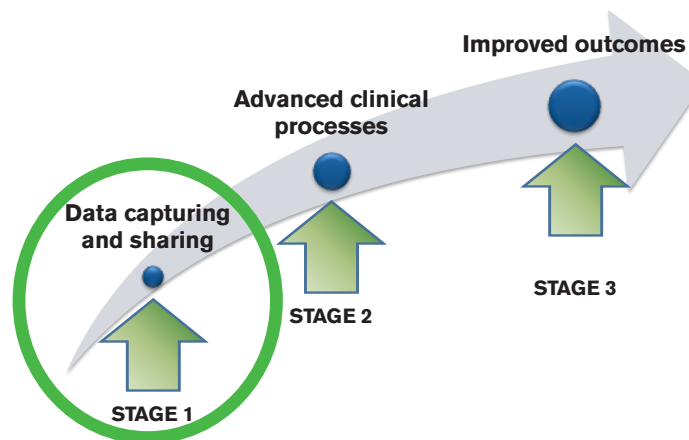 Improved outcomes
Advanced clinical
processes
Data capturing
and sharing
STAGE 3
STAGE 2
STAGE 1